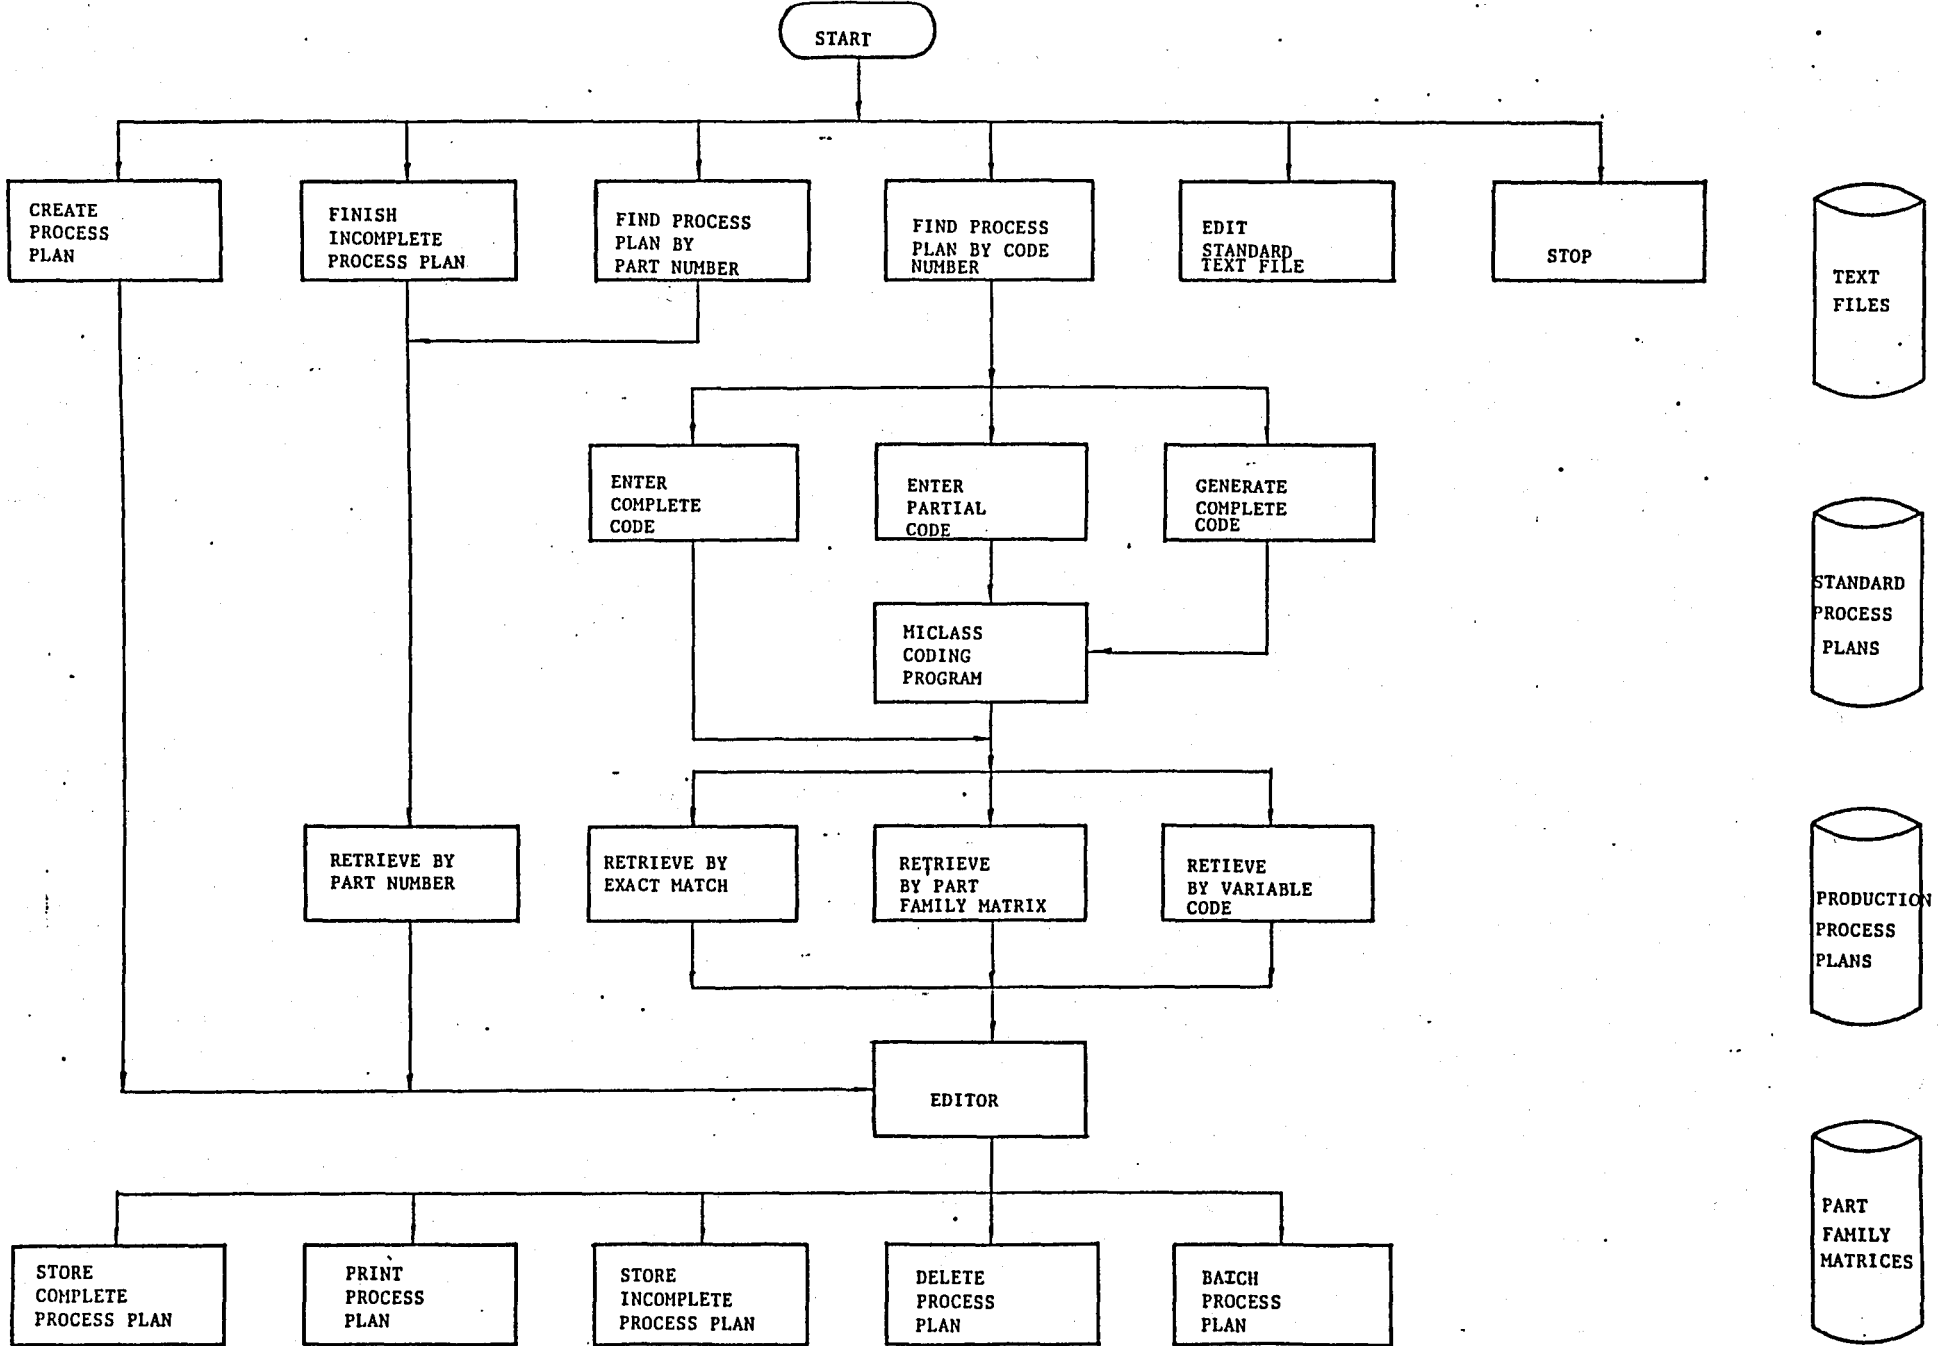 START
CREATE
PROCESS
PLAN
FINISH
INCOMPLETE
PROCESS PLAN
FIND PROCESS
PLAN BY
PART NUMBER
FIND PROCESS
PLAN BY CODE
NUMBER
EDIT
STANDARD
TEXT FILE
STOP
TEXT
FILES
ENTER
COMPLETE
CODE
ENTER
PARTIAL
CODE
GENERATE
COMPLETE
CODE
STANDARD
PROCESS
PLANS
MICLASS
CODING
PROGRAM
RETRIEVE BY
PART NUMBER
RETRIEVE BY
EXACT MATCH
RETRIEVE
BY PART
FAMILY MATRIX
RETIEVE
BY VARIABLE
CODE
PRODUCTION
PROCESS
PLANS
EDITOR
PART
FAMILY
MATRICES
STORE
COMPLETE
PROCESS PLAN
PRINT
PROCESS
PLAN
STORE
INCOMPLETE
PROCESS PLAN
DELETE
PROCESS
PLAN
BATCH
PROCESS
PLAN